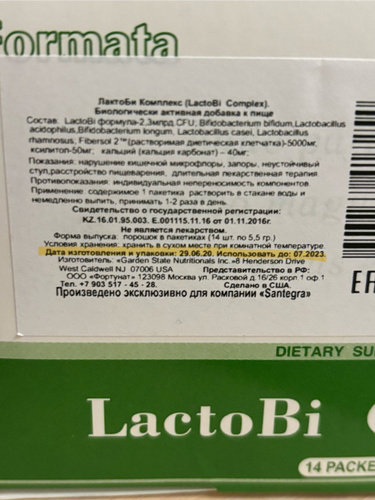 Formata
ЛактоБи Комплекс (LactoBi Complex).
Биологически активная добавка к пище
Состав: LactoBi формула-2,3млрд.CFU; Bifidobacterium bifidum,Lactobacillus
acidophilus,Bifidobacterium longum, Lactobacillus casei, Lactobacillus
rhamnosus, Fibersol 2™(растворимая диетическая клетчатка)-5000мг,
ксилитол-50мг, кальций (кальция карбонат) – 40мг;
Показания: нарушение кишечной микрофлоры, запоры, неустойчивый
ступ,расстройство пищеварения, длительная лекарственная терапия
Противопоказания: индивидуальная непереносимость компонентов.
Применение: содержимое 1 пакетика растворить в стакане воды и
немедленно выпить, принимать 1-2 раза в день.
Свидетельство о государственной регистрации:
KZ.16.01.95.003. E.001115.11.16 от 01.11.2016г.
Не является лекарством.
Форма выпуска: порошок в пакетиках (14 шт. по 5,5 гр.)
Условия хранения: хранить в сухом месте при комнатной температуре
Дата изготовления и упаковки: 29.06.20. Использовать до: 07.2023.
Изготовитель: «Garden State Nutritionals Inc.»8 Henderson Drive
West Caldwell NJ 07006 USA Представительство в РФ:
ООО "Фортунат" 123098 Москва ул. Расковой д.16/26 корп.1 оф 1
Тел. +7 903 517 - 45 - 28. Сделано в США.
Произведено эксклюзивно для компании «Santegra»
DIETARY
LactoBi
14